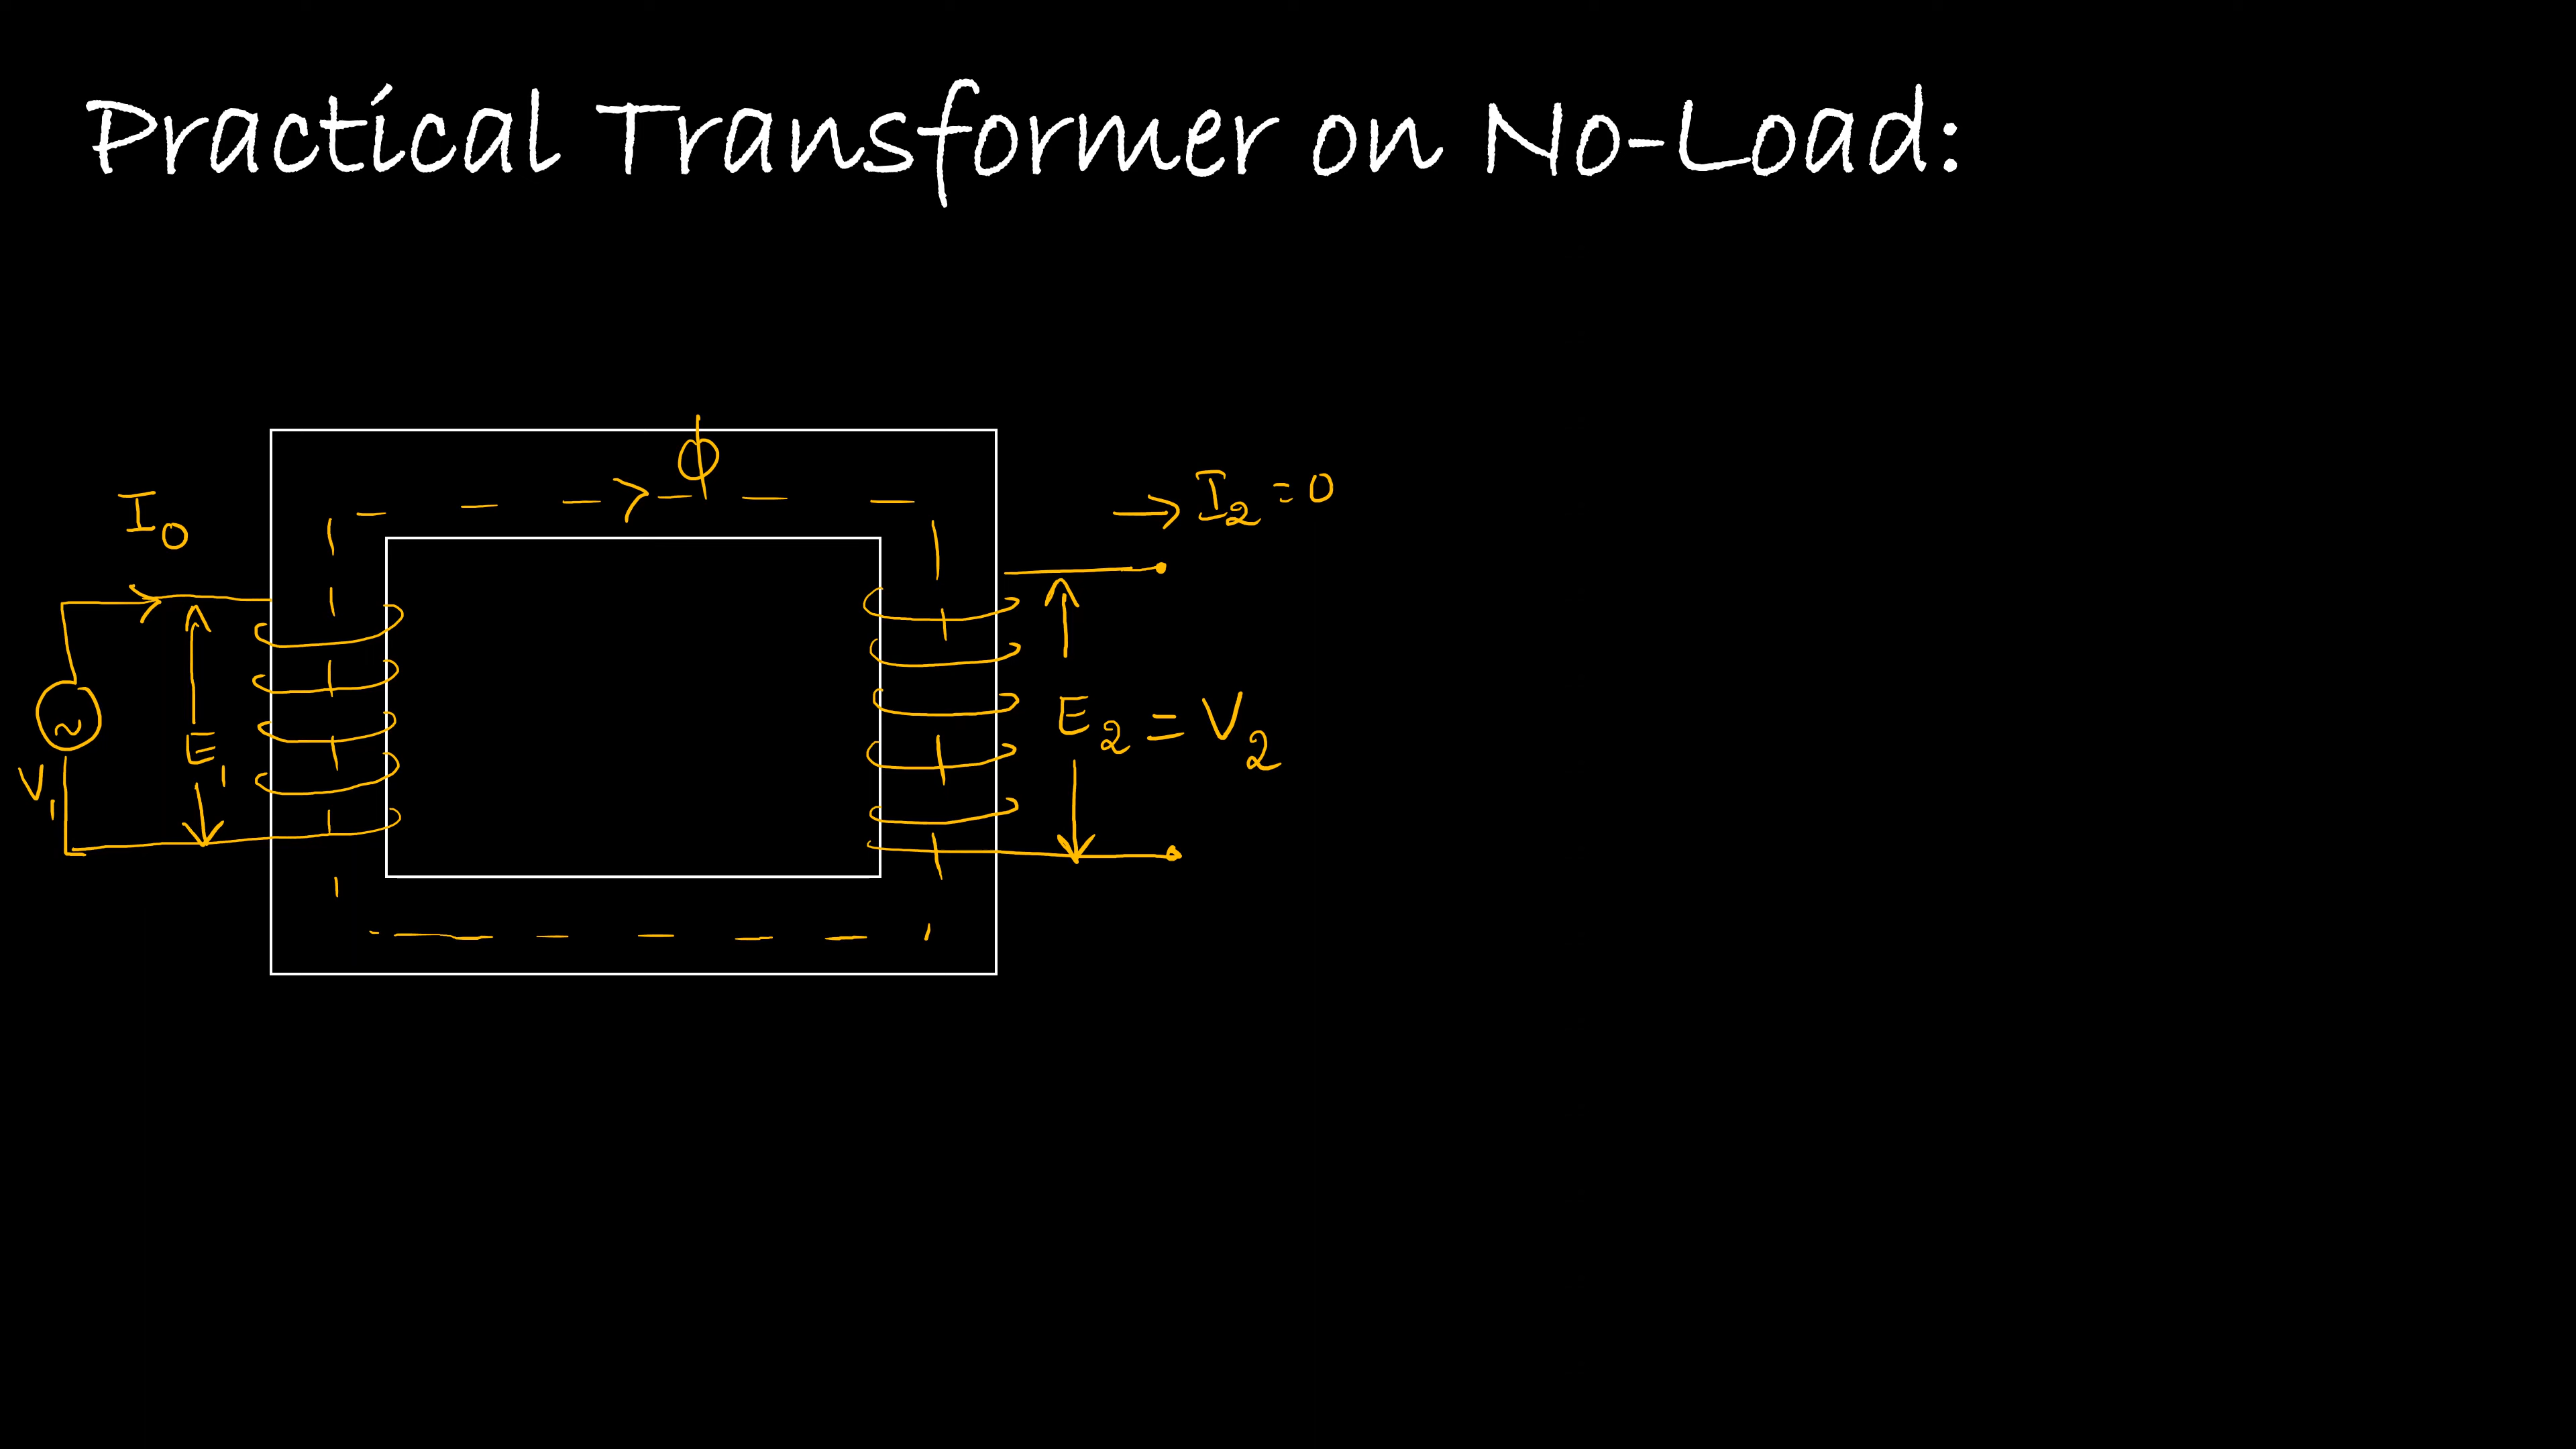 Practical Transformer on No-Load:
ϕ
I₀
I₂ = 0
E₁
V₁
E₂ = V₂